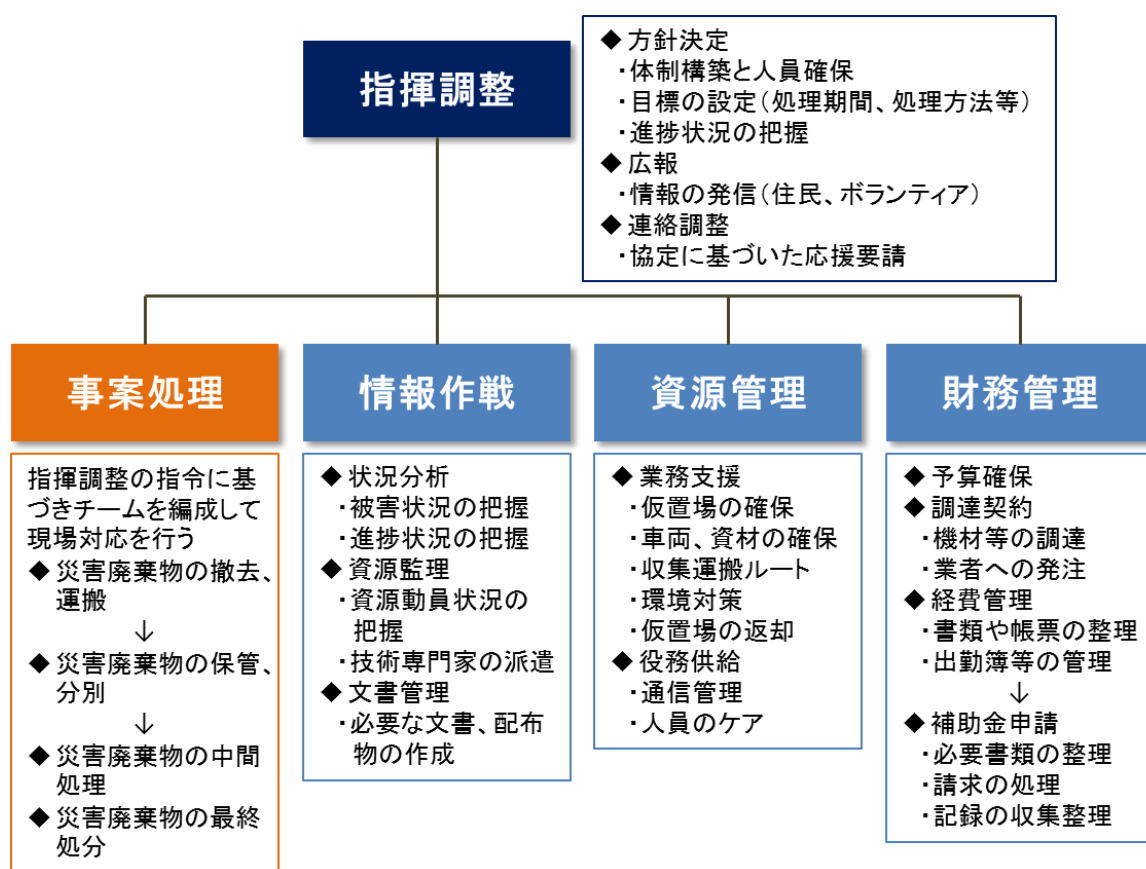 指揮調整
◆ 方針決定
・体制構築と人員確保
・目標の設定(処理期間、処理方法等)
・進捗状況の把握
◆ 広報
・情報の発信(住民、ボランティア)
◆ 連絡調整
・協定に基づいた応援要請
事案処理
指揮調整の指令に基
づきチームを編成して
現場対応を行う
◆ 災害廃棄物の撤去、
運搬
↓
◆ 災害廃棄物の保管、
分別
↓
◆ 災害廃棄物の中間
処理
◆ 災害廃棄物の最終
処分
情報作戦
◆ 状況分析
・被害状況の把握
・進捗状況の把握
◆ 資源監理
・資源動員状況の
把握
・技術専門家の派遣
◆ 文書管理
・必要な文書、配布
物の作成
資源管理
◆ 業務支援
・仮置場の確保
・車両、資材の確保
・収集運搬ルート
・環境対策
・仮置場の返却
◆ 役務供給
・通信管理
・人員のケア
財務管理
◆ 予算確保
◆ 調達契約
・機材等の調達
・業者への発注
◆ 経費管理
・書類や帳票の整理
・出勤簿等の管理
↓
◆ 補助金申請
・必要書類の整理
・請求の処理
・記録の収集整理